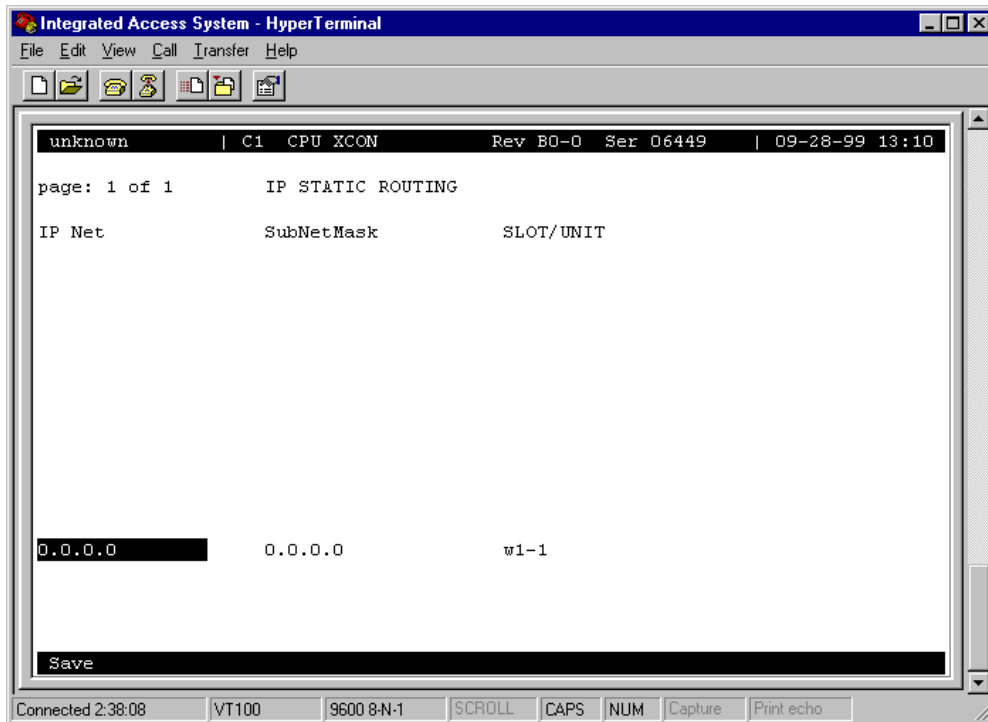 Integrated Access System - HyperTerminal
File Edit View Call Transfer Help
unknown | C1 CPU XCON Rev B0-0 Ser 06449 | 09-28-99 13:10
page: 1 of 1 IP STATIC ROUTING
IP Net SubNetMask SLOT/UNIT
0.0.0.0 0.0.0.0 w1-1
Save
Connected 2:38:08 VT100 9600 8-N-1 SCROLL CAPS NUM Capture Print echo